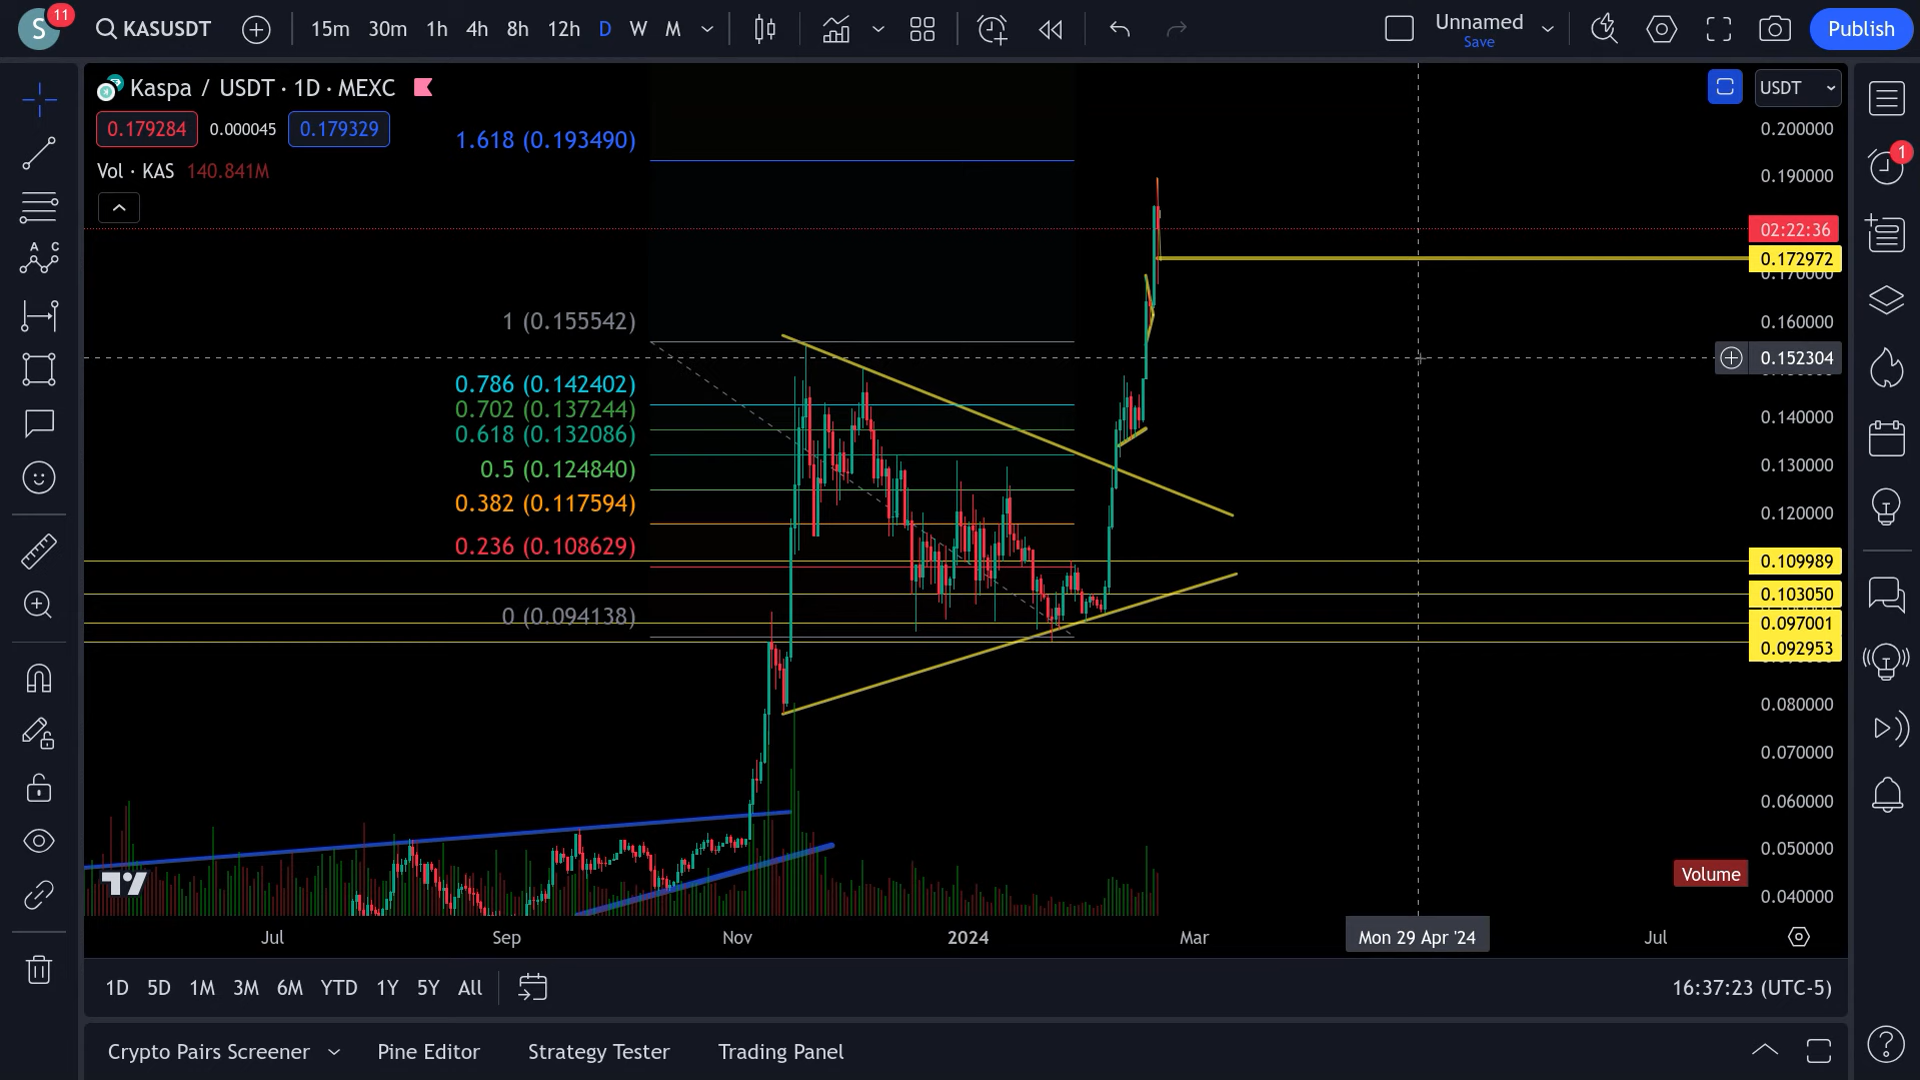 S 11 KASUSDT 15m 30m 1h 4h 8h 12h D W M Unnamed Publish
Save
Kaspa / USDT · 1D · MEXC
USDT
0.179284 0.000045 0.179329
Vol · KAS 140.841M
1.618 (0.193490)
1 (0.155542)
0.786 (0.142402)
0.702 (0.137244)
0.618 (0.132086)
0.5 (0.124840)
0.382 (0.117594)
0.236 (0.108629)
0 (0.094138)
A C
B
0.200000
0.190000
02:22:36
0.172972
0.170000
0.160000
0.152304
0.140000
0.130000
0.120000
0.109989
0.103050
0.097001
0.092953
0.080000
0.070000
0.060000
0.050000
Volume
0.040000
1
Jul Sep Nov 2024 Mar Mon 29 Apr '24 Jul
1D 5D 1M 3M 6M YTD 1Y 5Y All 16:37:23 (UTC-5)
Crypto Pairs Screener Pine Editor Strategy Tester Trading Panel